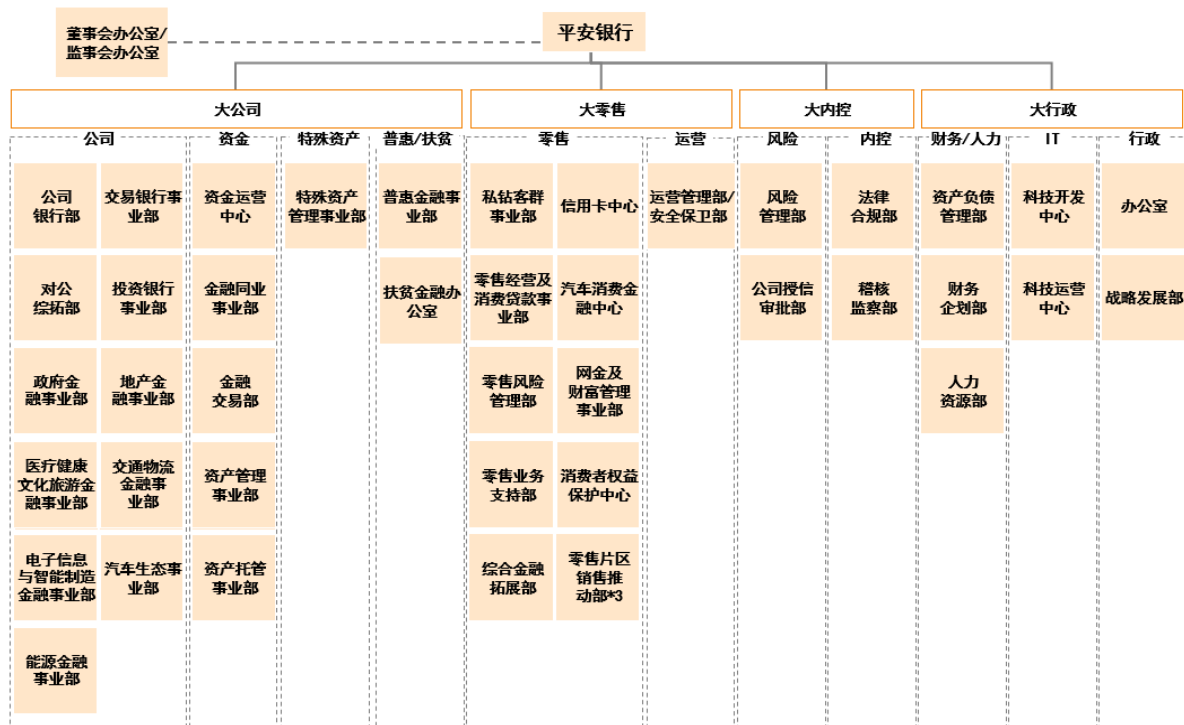 董事会办公室/
监事会办公室
平安银行
大公司
大零售
大内控
大行政
公司
资金
特殊资产
普惠/扶贫
零售
运营
风险
内控
财务/人力
IT
行政
公司
银行部
交易银行事
业部
资金运营
中心
特殊资产
管理事业部
普惠金融事
业部
私钻客群
事业部
信用卡中心
运营管理部/
安全保卫部
风险
管理部
法律
合规部
资产负债
管理部
科技开发
中心
办公室
对公
综拓部
投资银行
事业部
金融同业
事业部
扶贫金融办
公室
零售经营及
消费贷款事
业部
汽车消费金
融中心
公司授信
审批部
稽核
监察部
财务
企划部
科技运营
中心
战略发展部
政府金
融事业部
地产金
融事业部
金融
交易部
零售风险
管理部
网金及
财富管理
事业部
人力
资源部
医疗健康
文化旅游金
融事业部
交通物流
金融事
业部
资产管理
事业部
零售业务
支持部
消费者权益
保护中心
电子信息
与智能制造
金融事业部
汽车生态事
业部
资产托管
事业部
综合金融
拓展部
零售片区
销售推
动部*3
能源金融
事业部